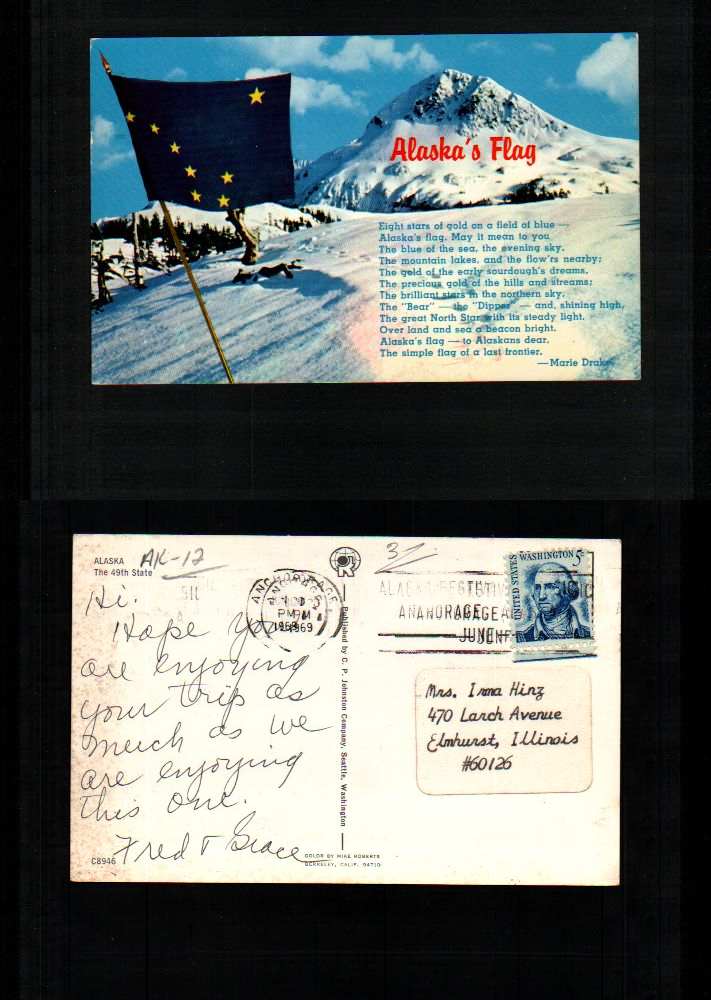 Alaska's Flag
Eight stars of gold on a field of blue —
Alaska's flag. May it mean to you
The blue of the sea, the evening sky,
The mountain lakes, and the flow'rs nearby;
The gold of the early sourdough's dreams,
The precious gold of the hills and streams;
The brilliant stars in the northern sky,
The "Bear" — the "Dipper" — and, shining high,
The great North Star with its steady light,
Over land and sea a beacon bright.
Alaska's flag — to Alaskans dear,
The simple flag of a last frontier.
—Marie Drake
ALASKA
The 49th State
AK-12
3/-
ANCHORAGE
PM
1969
ANCHORAGE
JUNE
UNITED STATES
WASHINGTON 5c
Hi.
Hope you
are enjoying
your trip as
much as we
are enjoying
this one.
Fred & Grace
C8946
Published by C. P. Johnston Company, Seattle, Washington
COLOR BY MIKE ROBERTS
BERKELEY, CALIF. 94710
Mrs. Irma Hinz
470 Larch Avenue
Elmhurst, Illinois
#60126